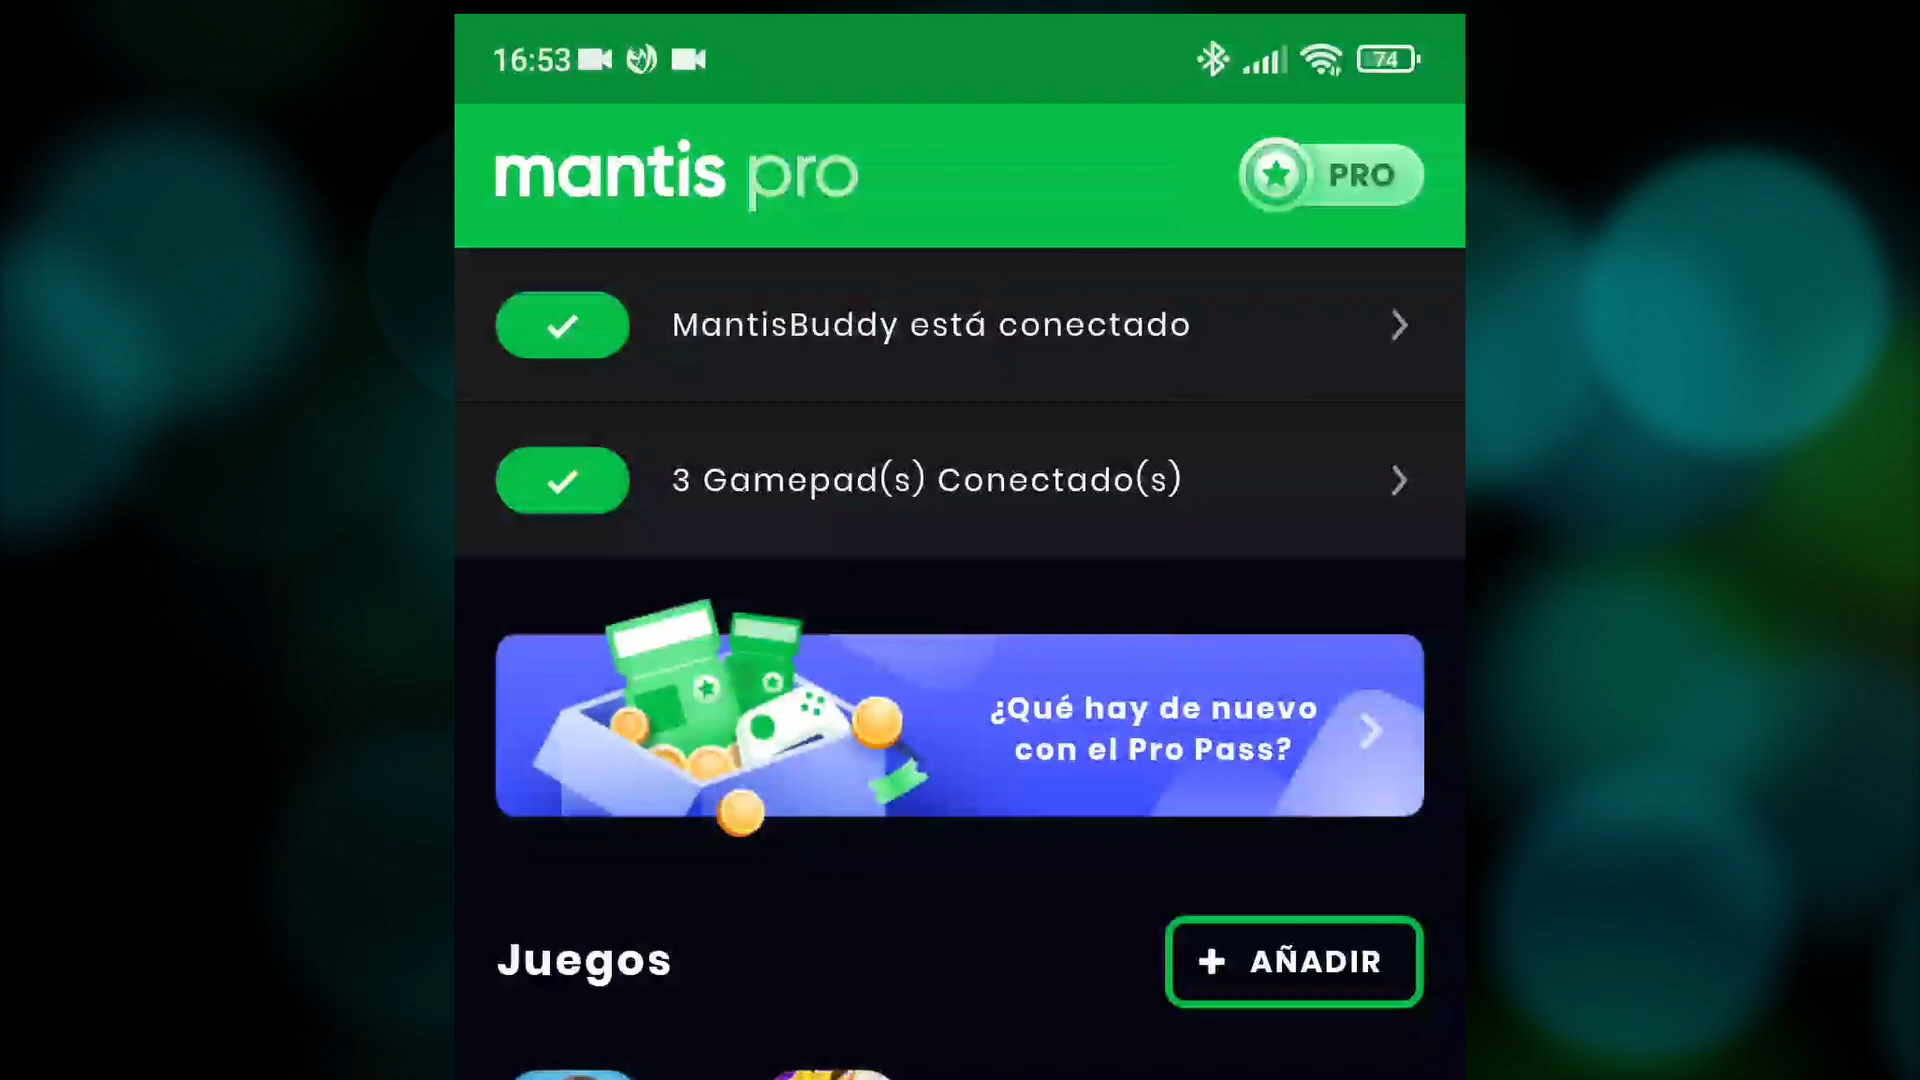 16:53
74
mantis pro
PRO
MantisBuddy está conectado
3 Gamepad(s) Conectado(s)
¿Qué hay de nuevo
con el Pro Pass?
Juegos
+ AÑADIR